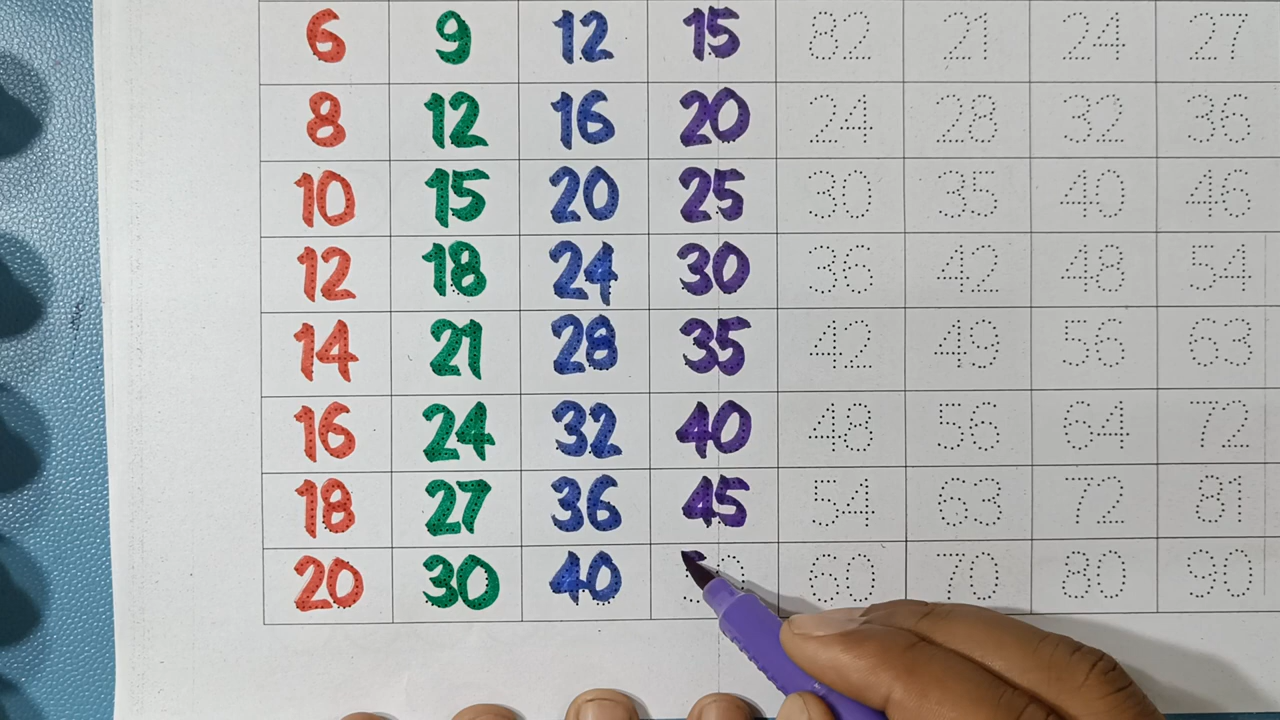 6 9 12 15 82 21 24 27
8 12 16 20 24 28 32 36
10 15 20 25 30 35 40 46
12 18 24 30 36 42 48 54
14 21 28 35 42 49 56 63
16 24 32 40 48 56 64 72
18 27 36 45 54 63 72 81
20 30 40 50 60 70 80 90